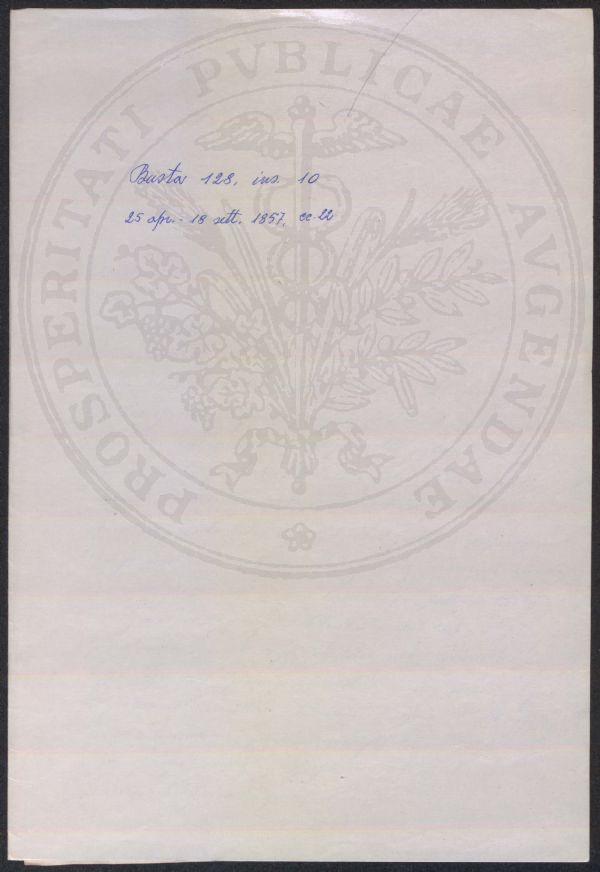 Busta 128, ins. 10
25 apr. - 18 sett. 1857, cc. 22
PROSPERITATI PVBLICAE AVGENDAE